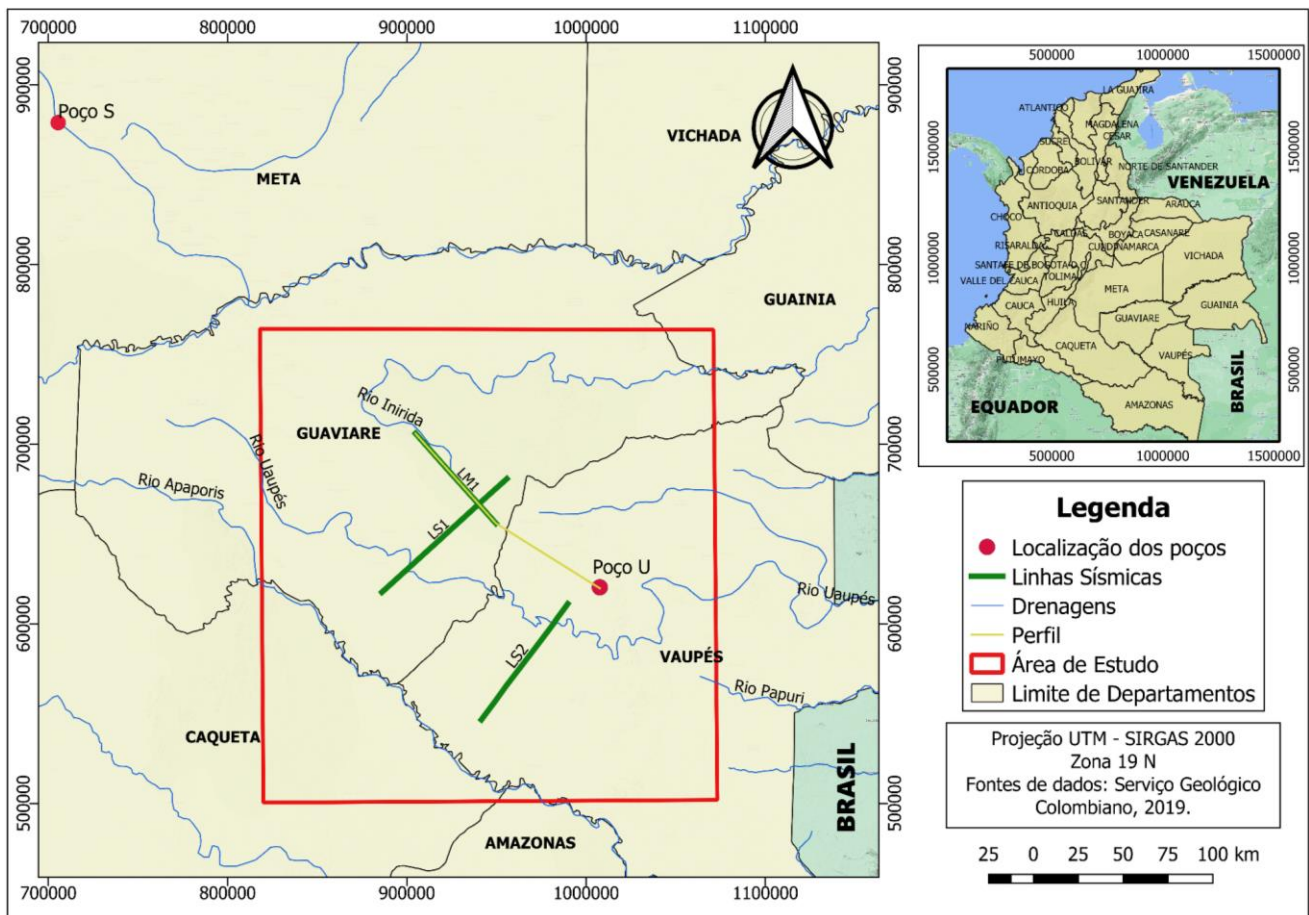 700000 800000 900000 1000000 1100000
500000 1000000 1500000
900000
800000
700000
600000
500000
Poço S
META
VICHADA
GUAINIA
GUAVIARE
Rio Inirida
Rio Uaupés
Rio Apaporis
LM1
LS1
Poço U
Rio Uaupés
LS2
VAUPÉS
Rio Papuri
CAQUETA
AMAZONAS
BRASIL
900000
800000
700000
600000
500000
700000 800000 900000 1000000 1100000
1500000
1000000
500000
LA GUAJIRA
ATLANTICO
MAGDALENA
CESAR
SUCRE
BOLIVAR
NORTE DE SANTANDER
CORDOBA
VENEZUELA
ANTIOQUIA
SANTANDER
ARAUCA
CHOCO
CALDAS
BOYACA
CASANARE
RISARALDA
CUNDINAMARCA
VICHADA
SANTAFE DE BOGOTA D.C
VALLE DEL CAUCA
TOLIMA
META
CAUCA
HUILA
GUAINIA
GUAVIARE
NARIÑO
CAQUETA
VAUPÉS
PUTUMAYO
BRASIL
EQUADOR
AMAZONAS
1500000
1000000
500000
500000 1000000 1500000
Legenda
Localização dos poços
Linhas Sísmicas
Drenagens
Perfil
Área de Estudo
Limite de Departamentos
Projeção UTM - SIRGAS 2000
Zona 19 N
Fontes de dados: Serviço Geológico
Colombiano, 2019.
25 0 25 50 75 100 km